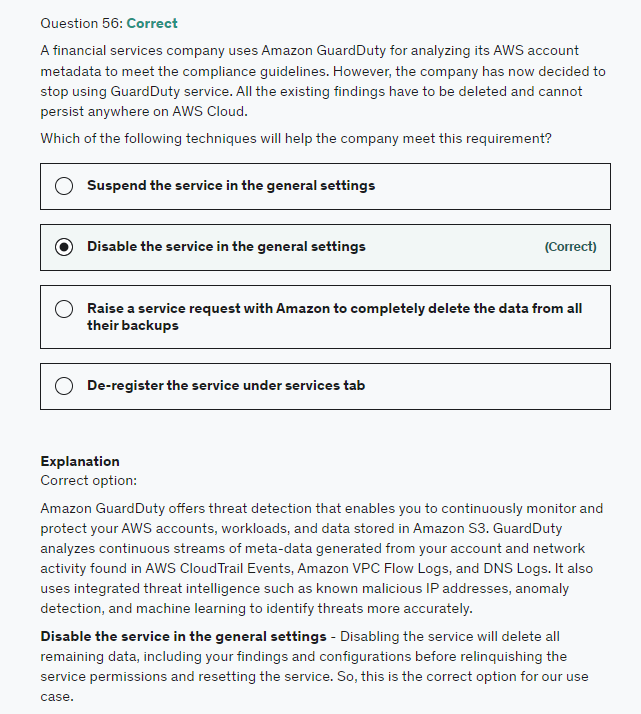 Question 56: Correct
A financial services company uses Amazon GuardDuty for analyzing its AWS account
metadata to meet the compliance guidelines. However, the company has now decided to
stop using GuardDuty service. All the existing findings have to be deleted and cannot
persist anywhere on AWS Cloud.
Which of the following techniques will help the company meet this requirement?
Suspend the service in the general settings
Disable the service in the general settings (Correct)
Raise a service request with Amazon to completely delete the data from all
their backups
De-register the service under services tab
Explanation
Correct option:
Amazon GuardDuty offers threat detection that enables you to continuously monitor and
protect your AWS accounts, workloads, and data stored in Amazon S3. GuardDuty
analyzes continuous streams of meta-data generated from your account and network
activity found in AWS CloudTrail Events, Amazon VPC Flow Logs, and DNS Logs. It also
uses integrated threat intelligence such as known malicious IP addresses, anomaly
detection, and machine learning to identify threats more accurately.
Disable the service in the general settings - Disabling the service will delete all
remaining data, including your findings and configurations before relinquishing the
service permissions and resetting the service. So, this is the correct option for our use
case.